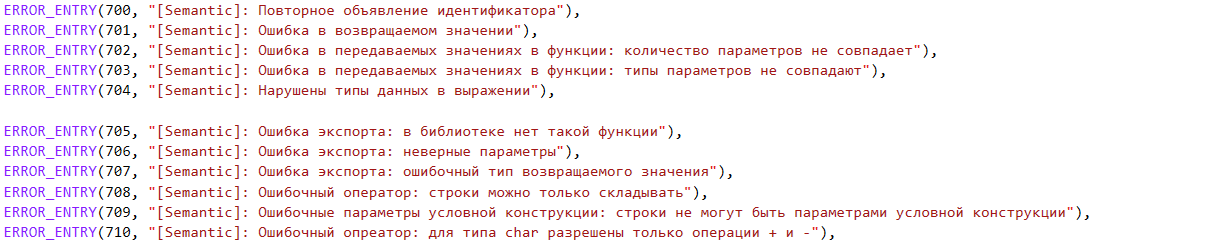 ERROR_ENTRY(700, "[Semantic]: Повторное объявление идентификатора"),
ERROR_ENTRY(701, "[Semantic]: Ошибка в возвращаемом значении"),
ERROR_ENTRY(702, "[Semantic]: Ошибка в передаваемых значениях в функции: количество параметров не совпадает"),
ERROR_ENTRY(703, "[Semantic]: Ошибка в передаваемых значениях в функции: типы параметров не совпадают"),
ERROR_ENTRY(704, "[Semantic]: Нарушены типы данных в выражении"),
ERROR_ENTRY(705, "[Semantic]: Ошибка экспорта: в библиотеке нет такой функции"),
ERROR_ENTRY(706, "[Semantic]: Ошибка экспорта: неверные параметры"),
ERROR_ENTRY(707, "[Semantic]: Ошибка экспорта: ошибочный тип возвращаемого значения"),
ERROR_ENTRY(708, "[Semantic]: Ошибочный оператор: строки можно только складывать"),
ERROR_ENTRY(709, "[Semantic]: Ошибочные параметры условной конструкции: строки не могут быть параметрами условной конструкции"),
ERROR_ENTRY(710, "[Semantic]: Ошибочный опреатор: для типа char разрешены только операции + и -"),